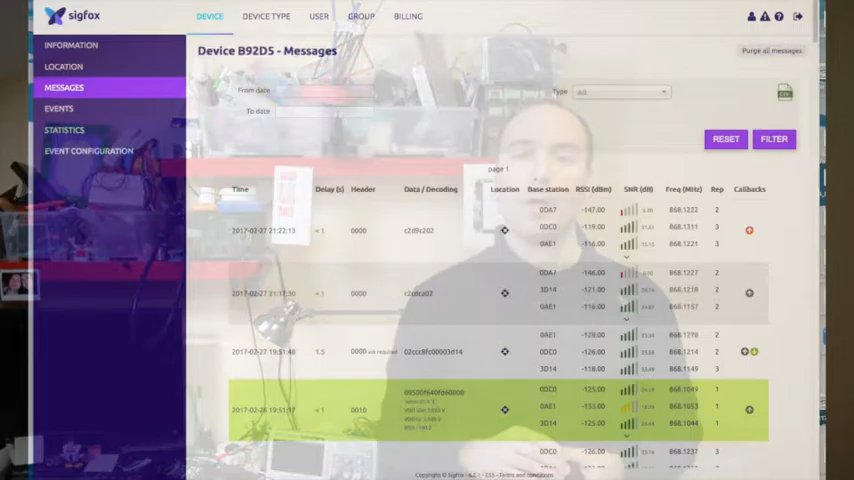 sigfox
DEVICE DEVICE TYPE USER GROUP BILLING
INFORMATION
LOCATION
MESSAGES
EVENTS
STATISTICS
EVENT CONFIGURATION
Device B92D5 - Messages
Purge all messages
From date
Type All
To date
RESET FILTER
page 1
Time Delay (s) Header Data / Decoding Location Base station RSSI (dBm) SNR (dB) Freq (MHz) Rep Callbacks
0DA7 -147.00 868.1222 2
2017-02-27 21:22:13 < 1 0000 c2d9c202 0DC0 -119.00 868.1311 3
0AE1 -116.00 868.1221 3
0DA7 -146.00 868.1227 2
2017-02-27 21:17:30 < 1 0000 c2cdca02 3D14 -121.00 868.1218 2
0AE1 -116.00 868.1157 2
0AE1 -128.00 868.1278 2
2017-02-27 19:51:48 1.5 0000 ack required 02ccc8fc00003d14 0DC0 -126.00 868.1214 2
3D14 -118.00 868.1149 3
0DC0 -125.00 868.1049 1
2017-02-26 19:51:17 < 1 0010 09500f640fd60000 0AE1 -133.00 868.1053 1
3D14 -125.00 868.1044 1
0DC0 -126.00 868.1237 3
Terms and conditions